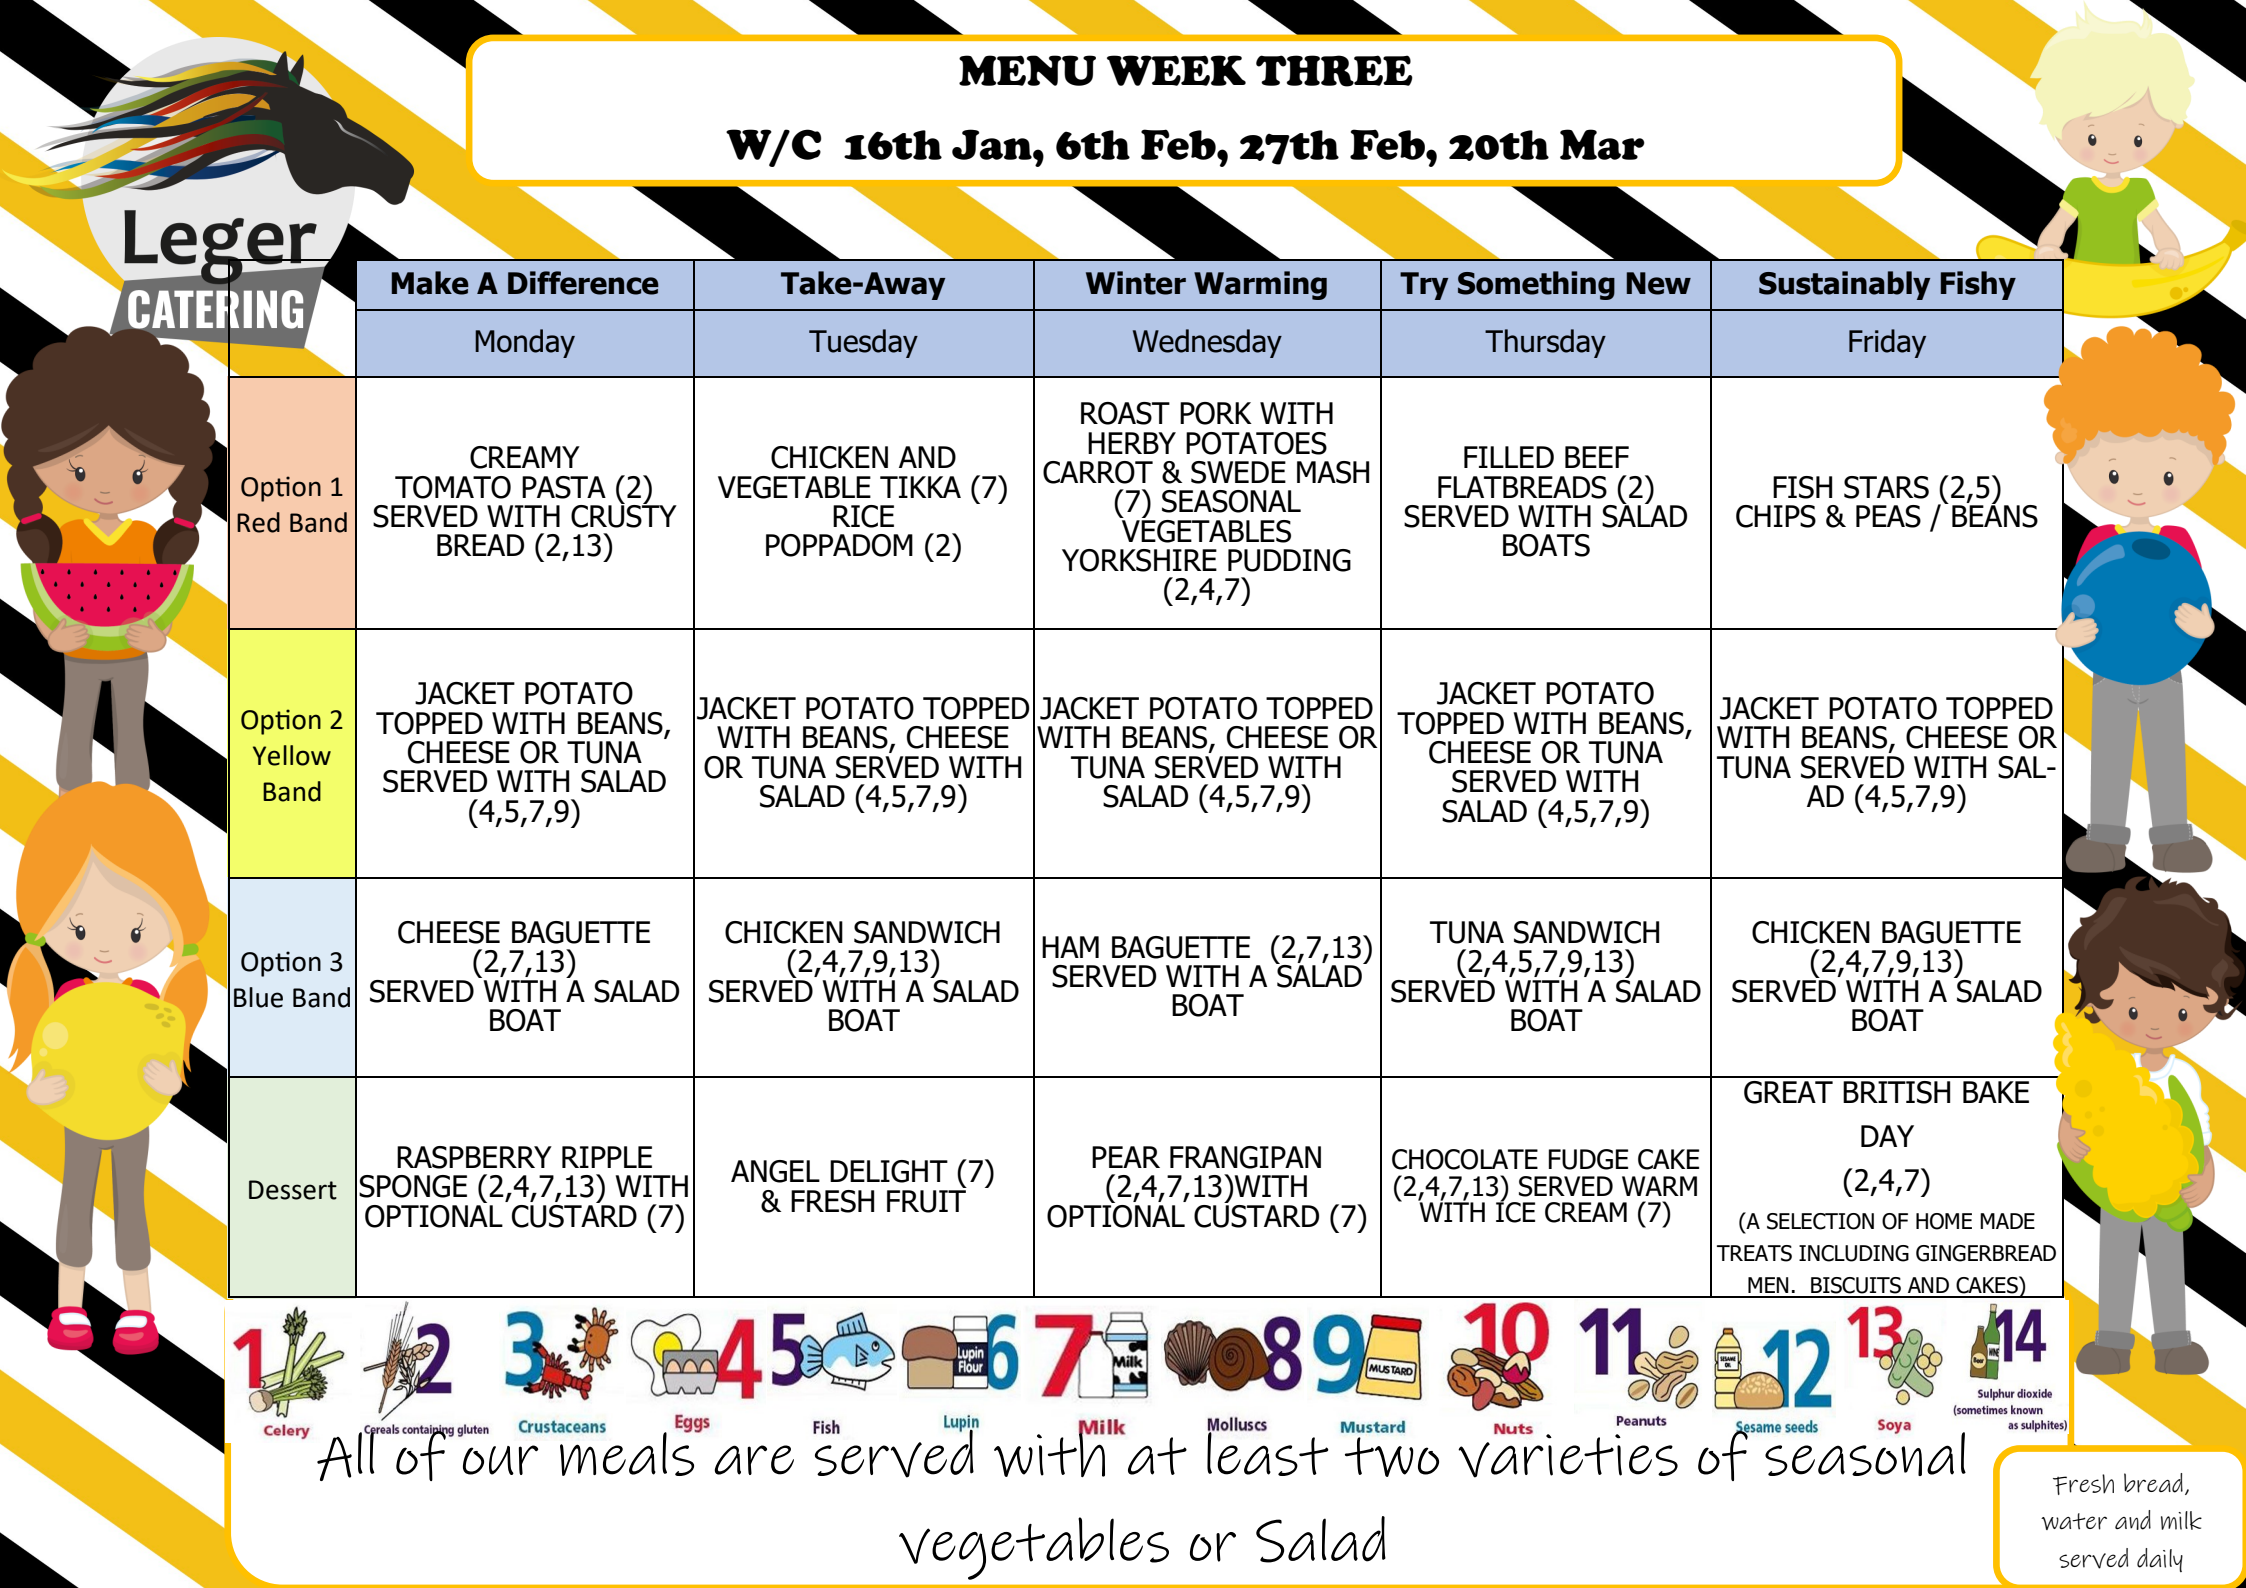 MENU WEEK THREE
W/C 16th Jan, 6th Feb, 27th Feb, 20th Mar
Leger
CATERING
Make A Difference
Take-Away
Winter Warming
Try Something New
Sustainably Fishy
Monday
Tuesday
Wednesday
Thursday
Friday
Option 1
Red Band
CREAMY
TOMATO PASTA (2)
SERVED WITH CRUSTY
BREAD (2,13)
CHICKEN AND
VEGETABLE TIKKA (7)
RICE
POPPADOM (2)
ROAST PORK WITH
HERBY POTATOES
CARROT & SWEDE MASH
(7) SEASONAL
VEGETABLES
YORKSHIRE PUDDING
(2,4,7)
FILLED BEEF
FLATBREADS (2)
SERVED WITH SALAD
BOATS
FISH STARS (2,5)
CHIPS & PEAS / BEANS
Option 2
Yellow
Band
JACKET POTATO
TOPPED WITH BEANS,
CHEESE OR TUNA
SERVED WITH SALAD
(4,5,7,9)
JACKET POTATO TOPPED
WITH BEANS, CHEESE
OR TUNA SERVED WITH
SALAD (4,5,7,9)
JACKET POTATO TOPPED
WITH BEANS, CHEESE OR
TUNA SERVED WITH
SALAD (4,5,7,9)
JACKET POTATO
TOPPED WITH BEANS,
CHEESE OR TUNA
SERVED WITH
SALAD (4,5,7,9)
JACKET POTATO TOPPED
WITH BEANS, CHEESE OR
TUNA SERVED WITH SAL-
AD (4,5,7,9)
Option 3
Blue Band
CHEESE BAGUETTE
(2,7,13)
SERVED WITH A SALAD
BOAT
CHICKEN SANDWICH
(2,4,7,9,13)
SERVED WITH A SALAD
BOAT
HAM BAGUETTE (2,7,13)
SERVED WITH A SALAD
BOAT
TUNA SANDWICH
(2,4,5,7,9,13)
SERVED WITH A SALAD
BOAT
CHICKEN BAGUETTE
(2,4,7,9,13)
SERVED WITH A SALAD
BOAT
Dessert
RASPBERRY RIPPLE
SPONGE (2,4,7,13) WITH
OPTIONAL CUSTARD (7)
ANGEL DELIGHT (7)
& FRESH FRUIT
PEAR FRANGIPAN
(2,4,7,13)WITH
OPTIONAL CUSTARD (7)
CHOCOLATE FUDGE CAKE
(2,4,7,13) SERVED WARM
WITH ICE CREAM (7)
GREAT BRITISH BAKE
DAY
(2,4,7)
(A SELECTION OF HOME MADE
TREATS INCLUDING GINGERBREAD
MEN. BISCUITS AND CAKES)
1
Celery
2
Cereals containing gluten
3
Crustaceans
4
Eggs
5
Fish
6
Lupin
Flour
Lupin
7
Milk
Milk
8
Molluscs
9
MUSTARD
Mustard
10
Nuts
11
Peanuts
12
SESAME
OIL
Sesame seeds
13
Soya
14
Beer
WINE
Sulphur dioxide
(sometimes known
as sulphites)
All of our meals are served with at least two varieties of seasonal
vegetables or Salad
Fresh bread,
water and milk
served daily